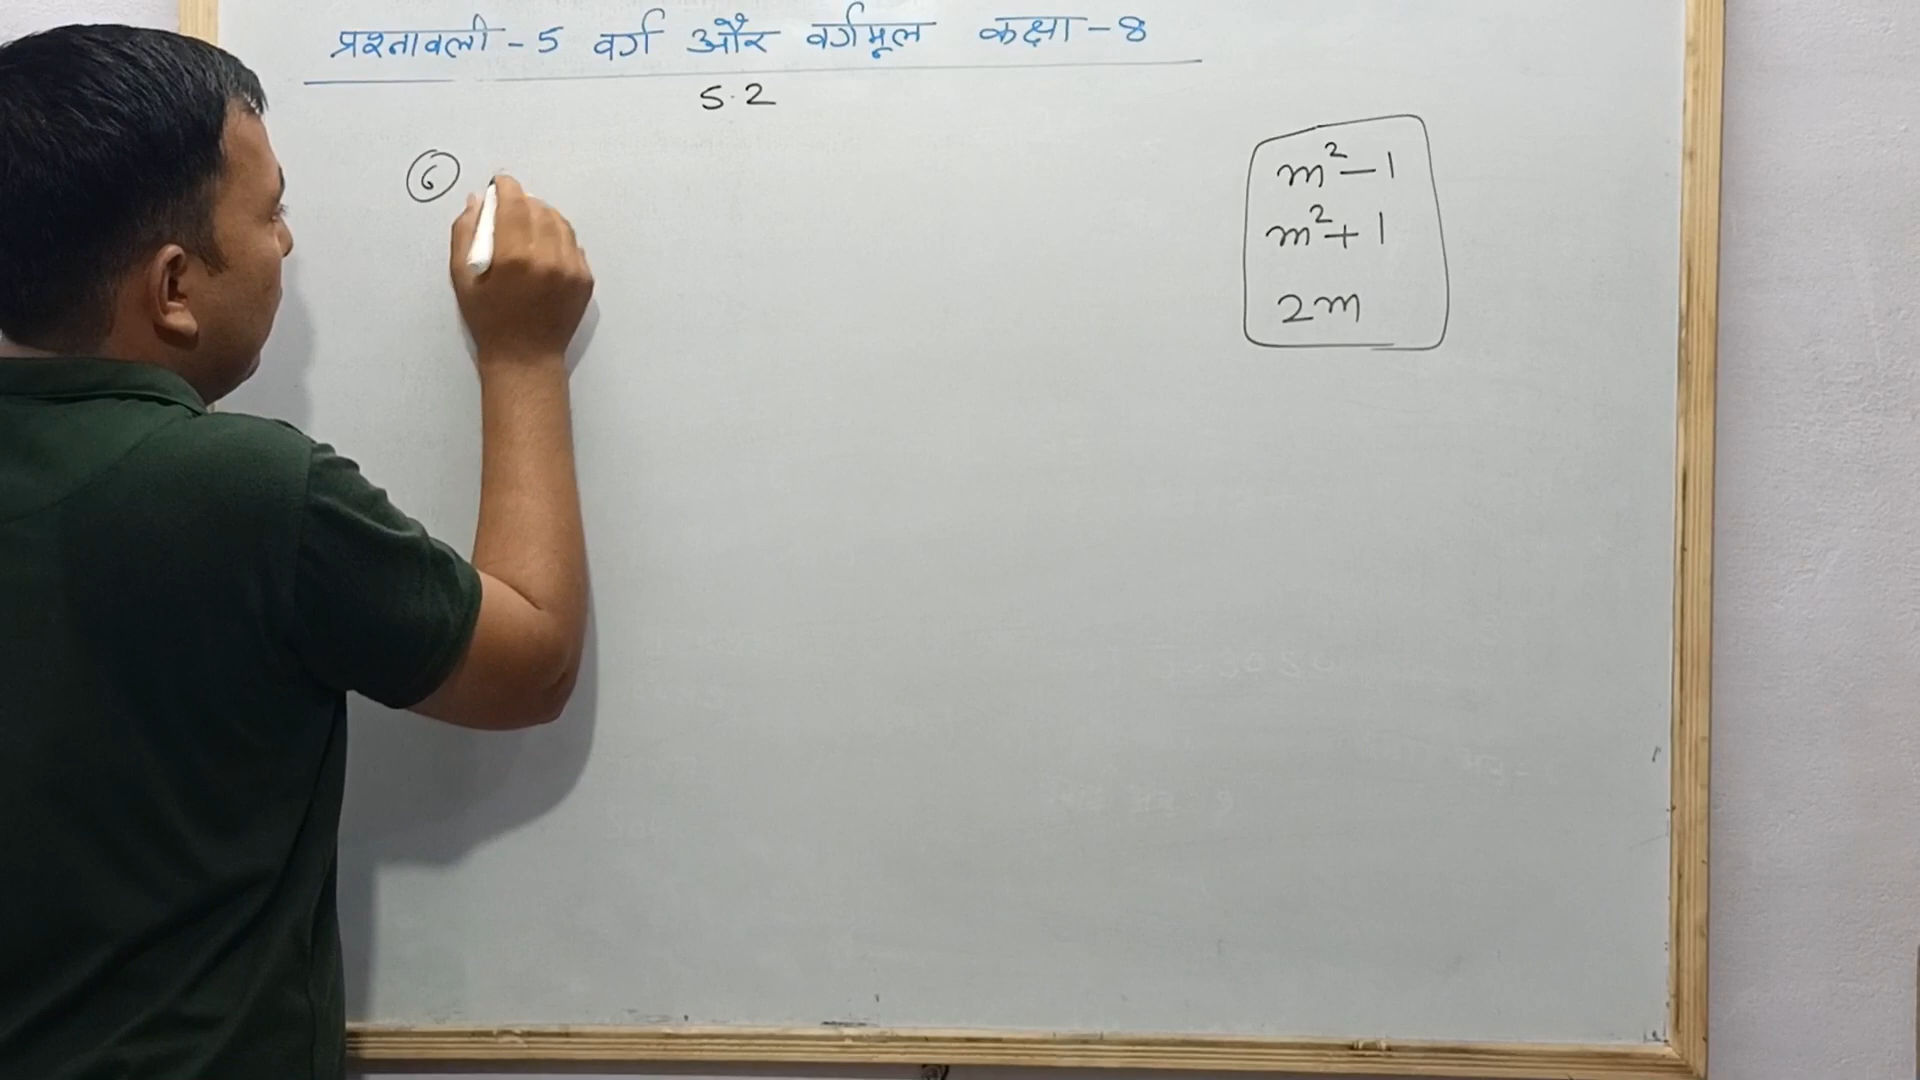 प्रश्नावली - 5 वर्ग और वर्गमूल कक्षा - 8
5.2
6
m² - 1
m² + 1
2m